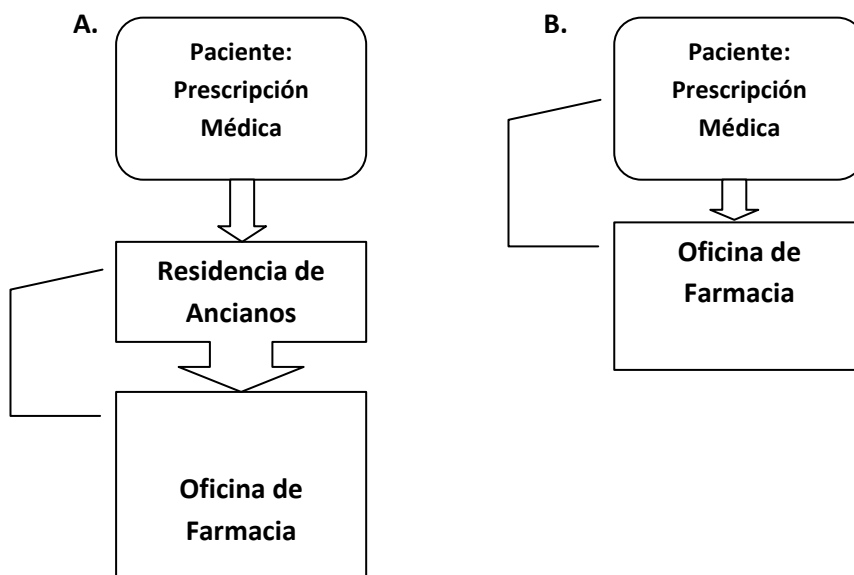 A.
Paciente:
Prescripción
Médica
Residencia de
Ancianos
Oficina de
Farmacia
B.
Paciente:
Prescripción
Médica
Oficina de
Farmacia